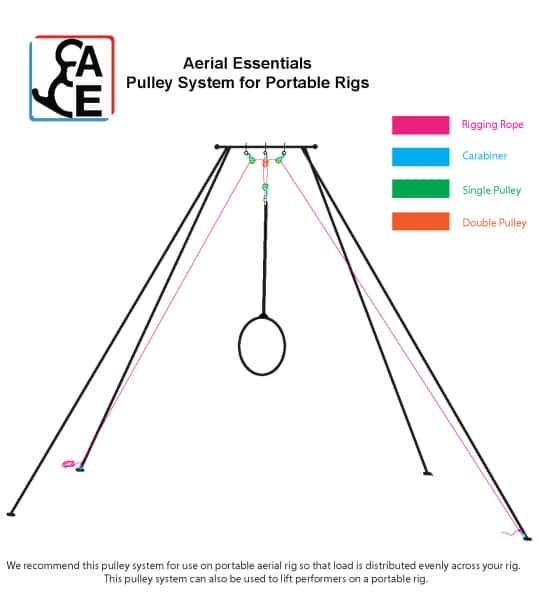 AE
Aerial Essentials
Pulley System for Portable Rigs
Rigging Rope
Carabiner
Single Pulley
Double Pulley
We recommend this pulley system for use on portable aerial rig so that load is distributed evenly across your rig.
This pulley system can also be used to lift performers on a portable rig.